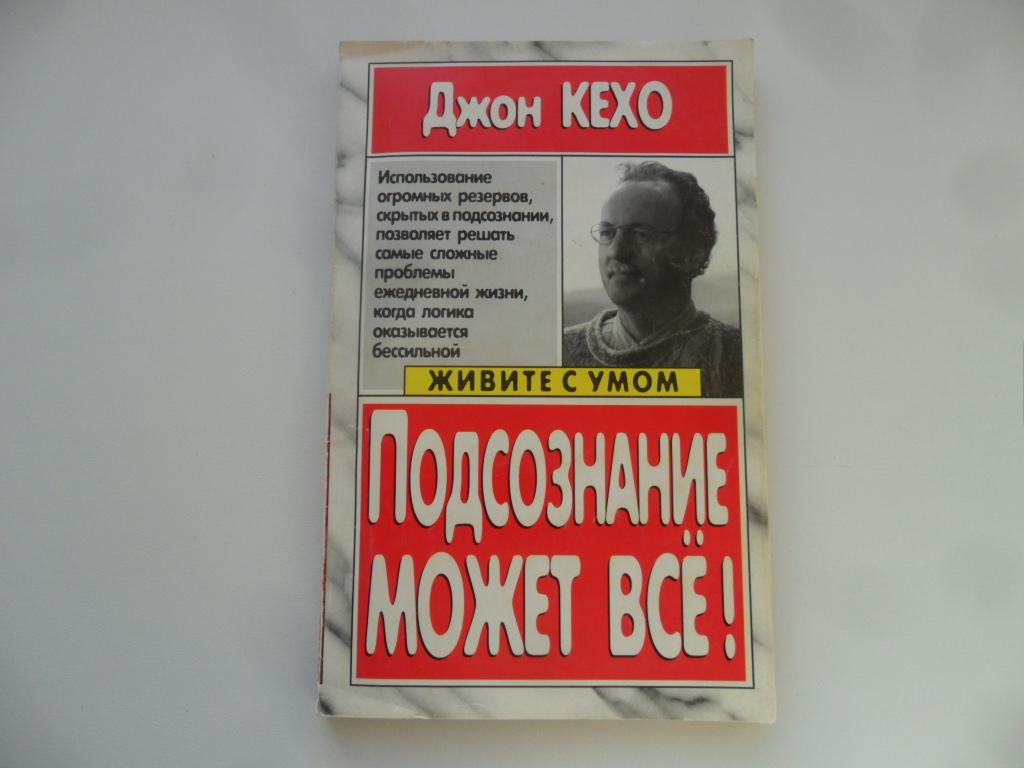 Джон КЕХО
Использование
огромных резервов,
скрытых в подсознании,
позволяет решать
самые сложные
проблемы
ежедневной жизни,
когда логика
оказывается
бессильной
ЖИВИТЕ С УМОМ
ПОДСОЗНАНИЕ
МОЖЕТ ВСЁ!